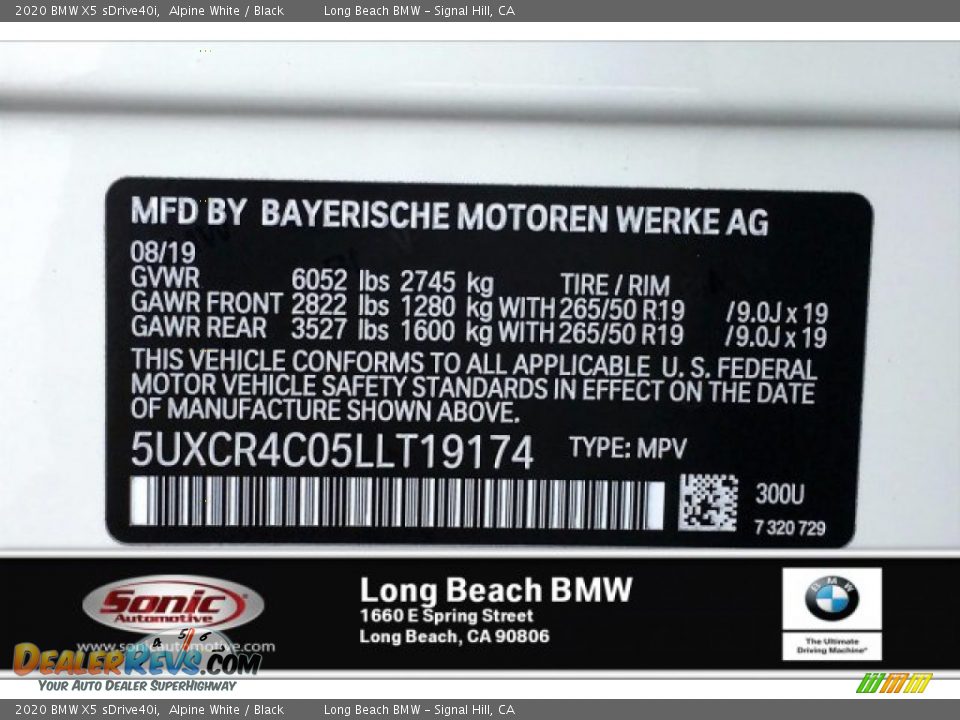 2020 BMW X5 sDrive40i, Alpine White / Black Long Beach BMW - Signal Hill, CA
MFD BY BAYERISCHE MOTOREN WERKE AG
08/19
GVWR 6052 lbs 2745 kg TIRE / RIM
GAWR FRONT 2822 lbs 1280 kg WITH 265/50 R19 /9.0J x 19
GAWR REAR 3527 lbs 1600 kg WITH 265/50 R19 /9.0J x 19
THIS VEHICLE CONFORMS TO ALL APPLICABLE U. S. FEDERAL
MOTOR VEHICLE SAFETY STANDARDS IN EFFECT ON THE DATE
OF MANUFACTURE SHOWN ABOVE.
5UXCR4C05LLT19174 TYPE: MPV
300U
7 320 729
Sonic
Automotive
www.sonicautomotive.com
Long Beach BMW
1660 E Spring Street
Long Beach, CA 90806
BMW
The Ultimate
Driving Machine®
4 5 6
DEALERREVS.COM
YOUR AUTO DEALER SUPERHIGHWAY
2020 BMW X5 sDrive40i, Alpine White / Black Long Beach BMW - Signal Hill, CA